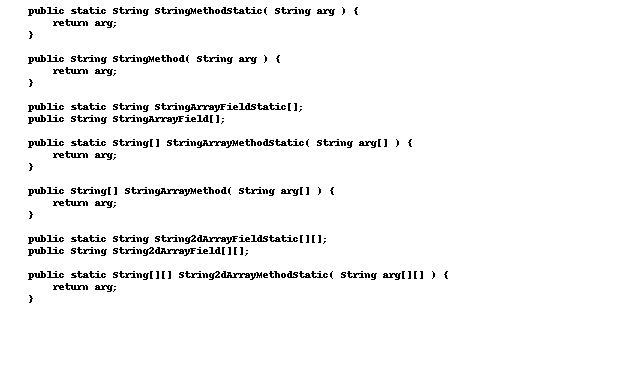 public static String StringMethodStatic( String arg ) {
    return arg;
}

public String StringMethod( String arg ) {
    return arg;
}

public static String StringArrayFieldStatic[];
public String StringArrayField[];

public static String[] StringArrayMethodStatic( String arg[] ) {
    return arg;
}

public String[] StringArrayMethod( String arg[] ) {
    return arg;
}

public static String String2dArrayFieldStatic[][];
public String String2dArrayField[][];

public static String[][] String2dArrayMethodStatic( String arg[][] ) {
    return arg;
}